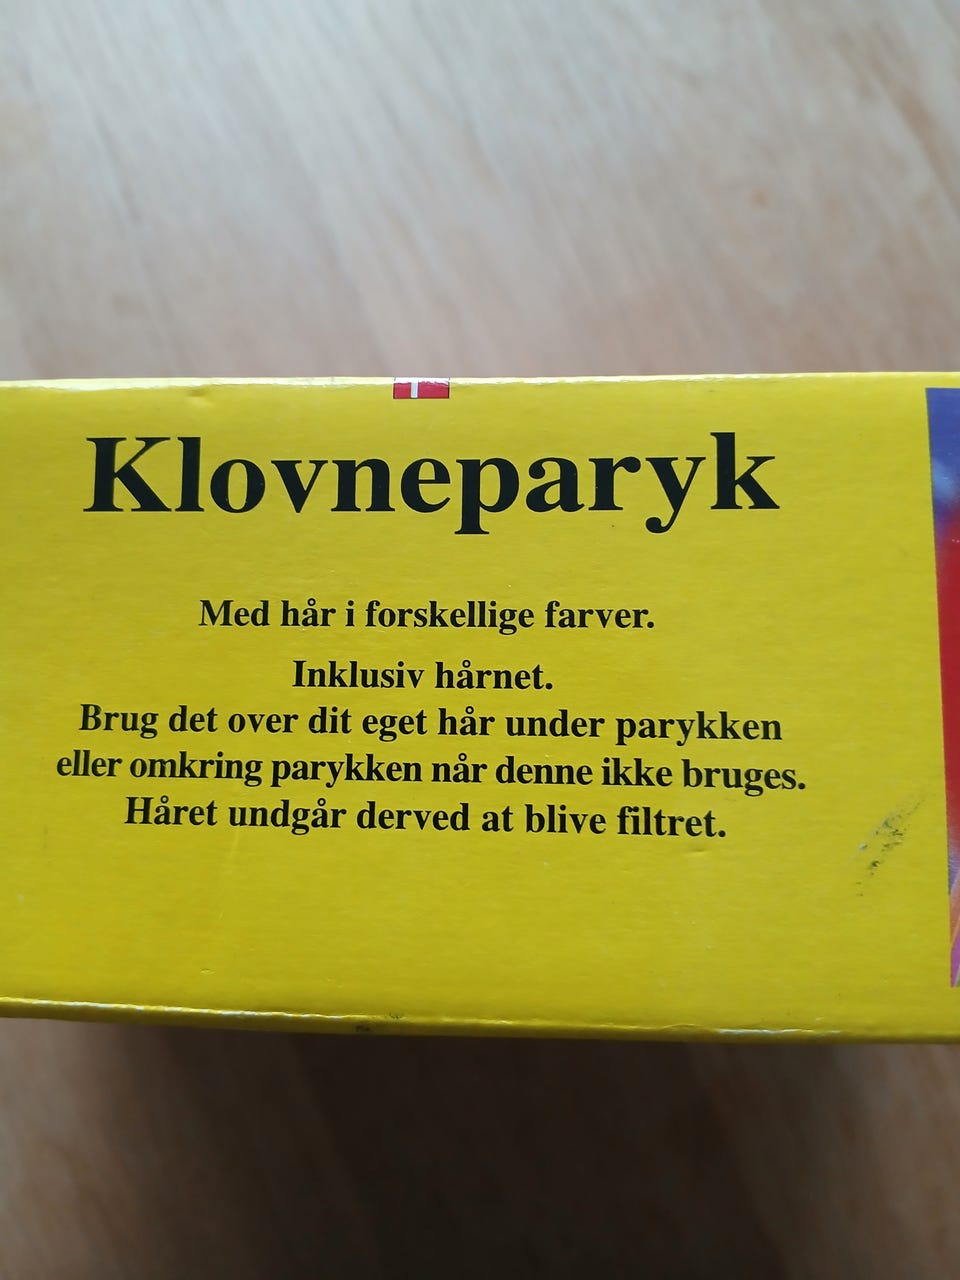 Klovneparyk
Med hår i forskellige farver.
Inklusiv hårnet.
Brug det over dit eget hår under parykken
eller omkring parykken når denne ikke bruges.
Håret undgår derved at blive filtret.